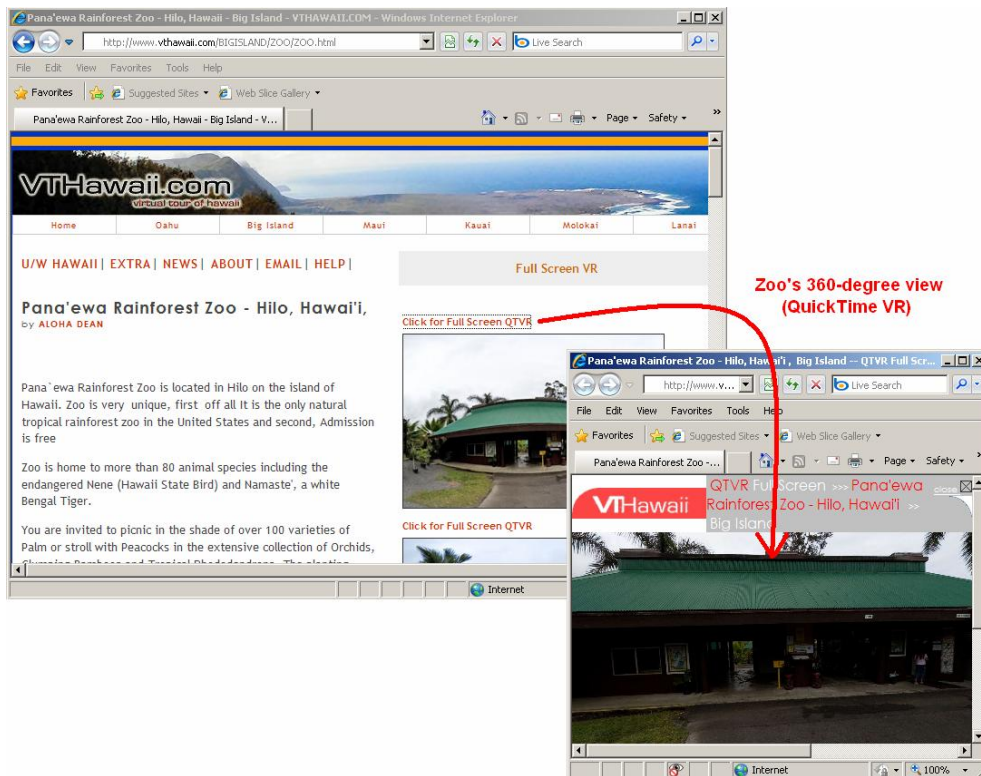 Pana'ewa Rainforest Zoo - Hilo, Hawaii - Big Island - VTHAWAII.COM - Windows Internet Explorer
http://www.vthawaii.com/BIGISLAND/ZOO/ZOO.html
Live Search
File Edit View Favorites Tools Help
Favorites Suggested Sites Web Slice Gallery
Pana'ewa Rainforest Zoo - Hilo, Hawaii - Big Island - V...
Page Safety »
VTHawaii.com
virtual tour of hawaii
Home Oahu Big Island Maui Kauai Molokai Lanai
U/W HAWAII| EXTRA| NEWS| ABOUT| EMAIL| HELP|
Full Screen VR
Pana'ewa Rainforest Zoo - Hilo, Hawai'i,
by ALOHA DEAN
Click for Full Screen QTVR
Pana`ewa Rainforest Zoo is located in Hilo on the island of
Hawaii. Zoo is very unique, first off all It is the only natural
tropical rainforest zoo in the United States and second, Admission
is free
Zoo is home to more than 80 animal species including the
endangered Nene (Hawaii State Bird) and Namaste', a white
Bengal Tiger.
You are invited to picnic in the shade of over 100 varieties of
Palm or stroll with Peacocks in the extensive collection of Orchids,
Clumping Bamboos and Tropical Rhododendrons. The
Click for Full Screen QTVR
Internet
Zoo's 360-degree view
(QuickTime VR)
Pana'ewa Rainforest Zoo - Hilo, Hawai'i , Big Island -- QTVR Full Scr...
http://www.v...
Live Search
File Edit View Favorites Tools Help
Favorites Suggested Sites Web Slice Gallery
Pana'ewa Rainforest Zoo -...
Page Safety »
VTHawaii
QTVR Full Screen >>> Pana'ewa
Rainforest Zoo - Hilo, Hawai'i >>
Big Island
close
Internet
100%